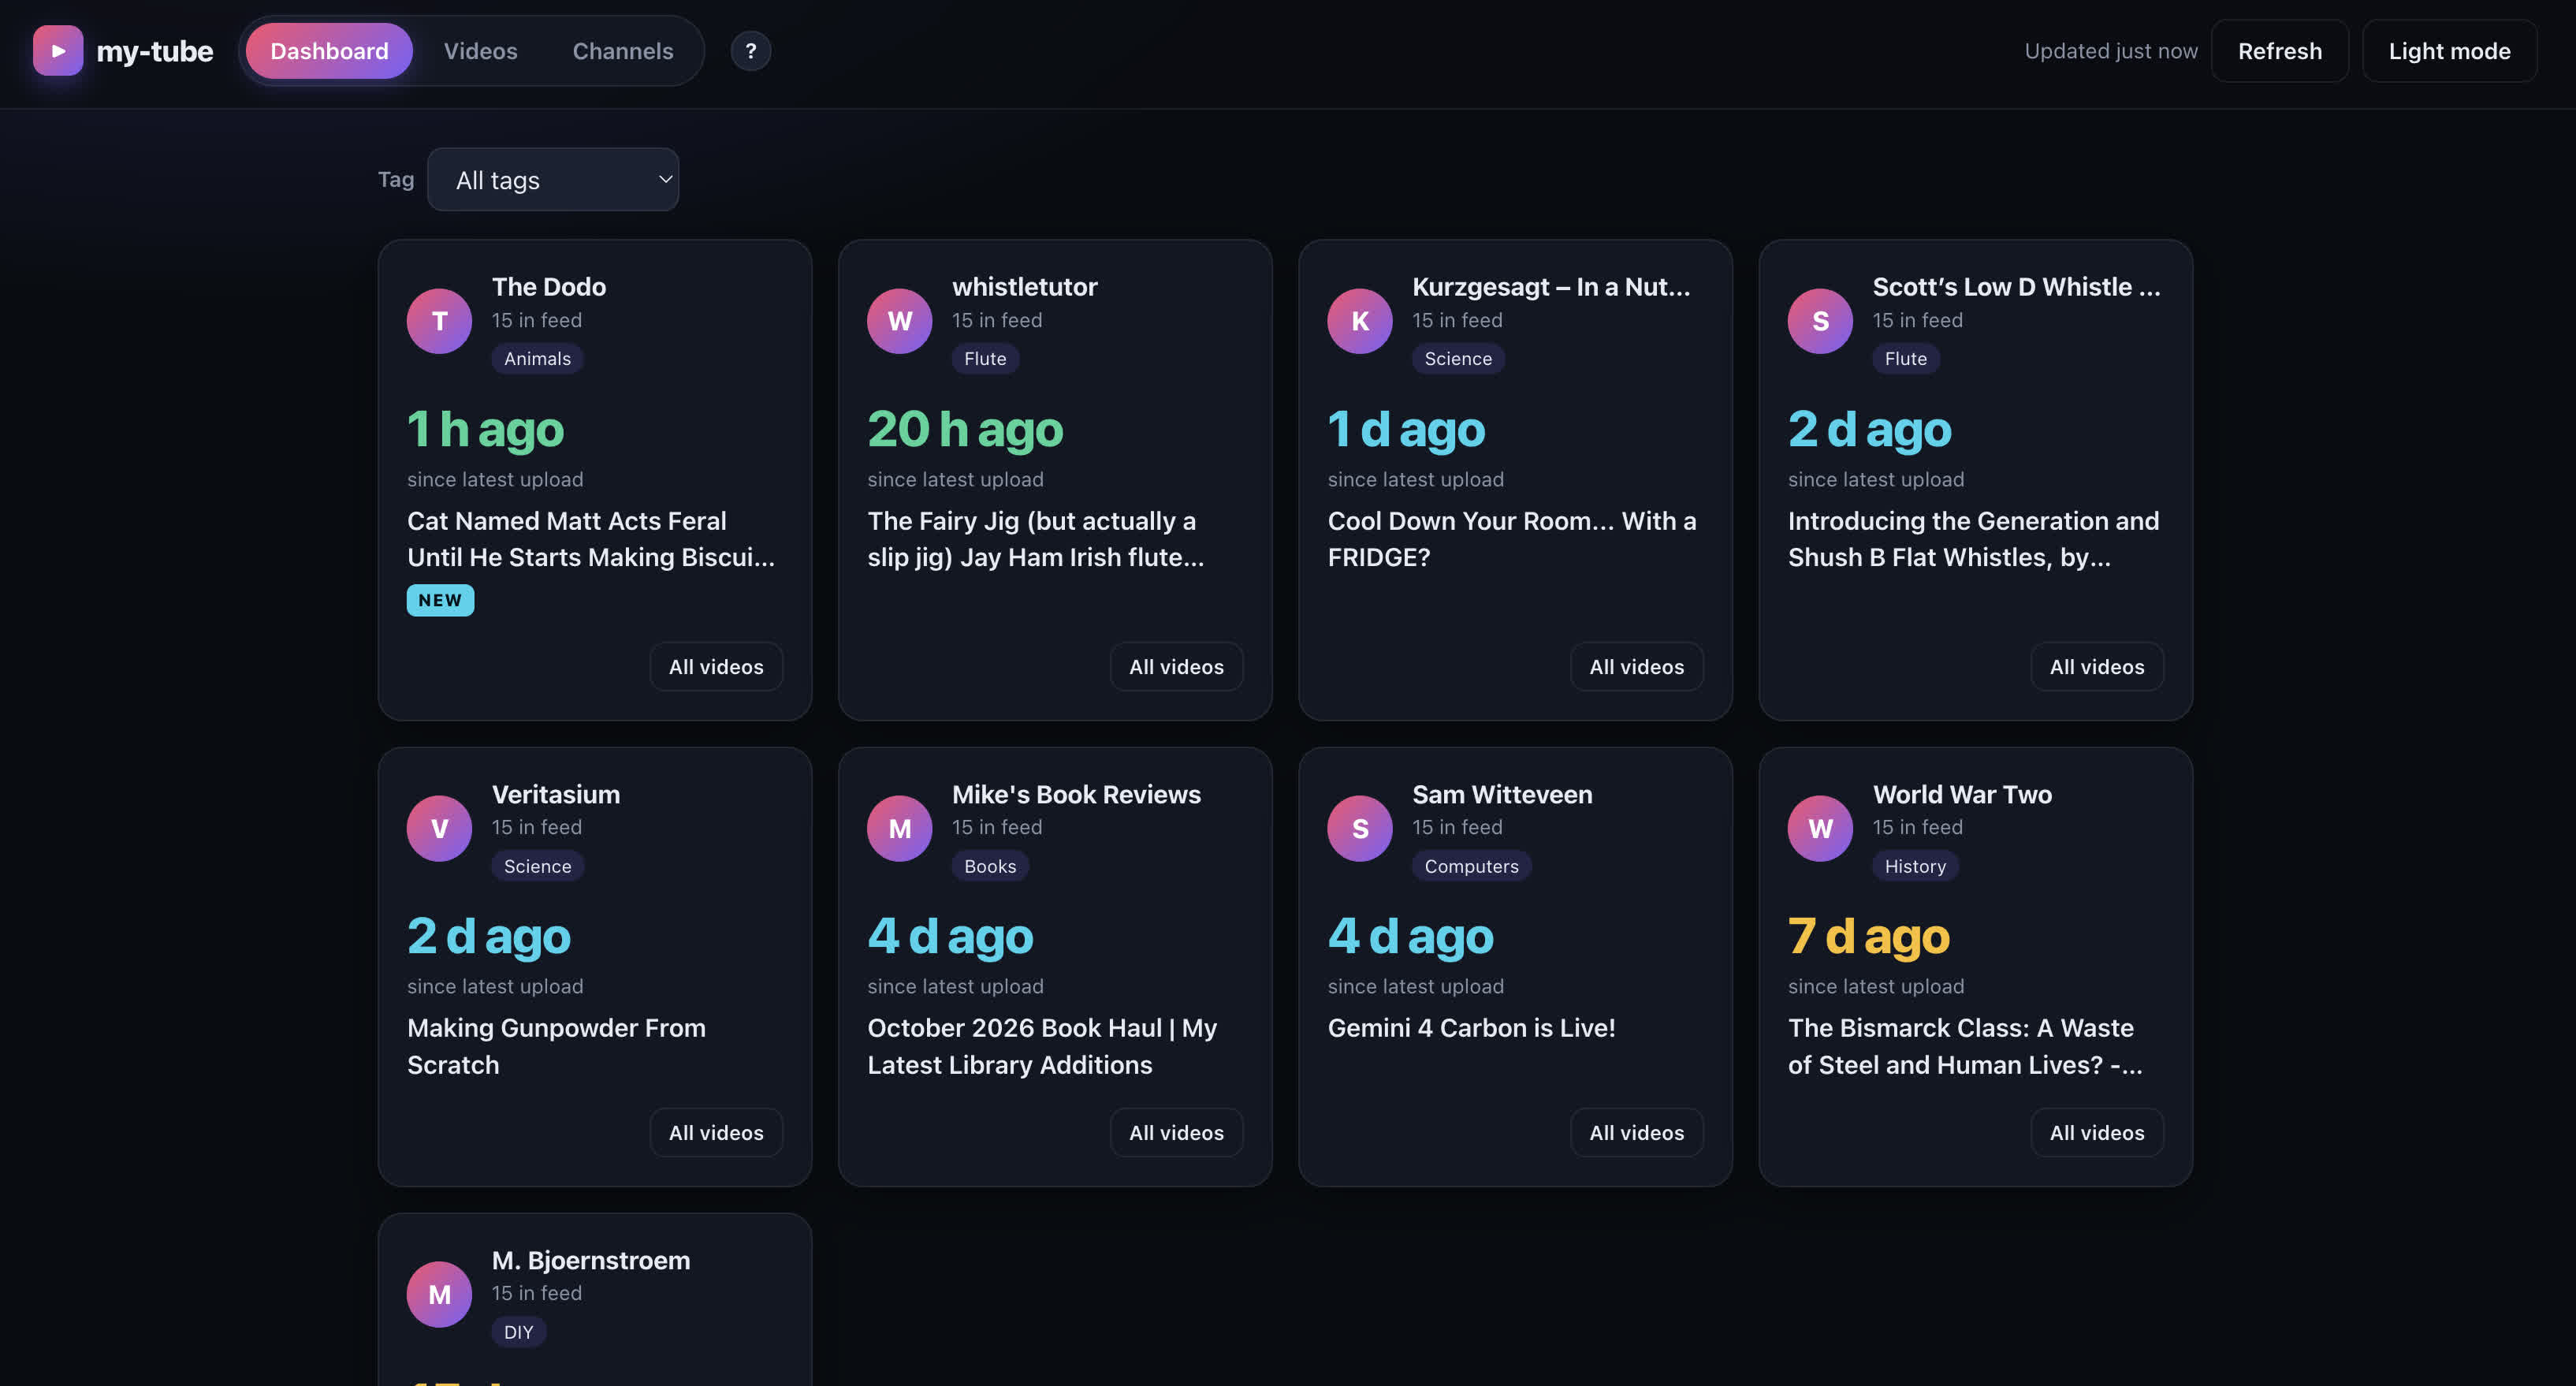 my-tube
Dashboard
Videos
Channels
?
Updated just now
Refresh
Light mode
Tag
All tags
T
The Dodo
15 in feed
Animals
1 h ago
since latest upload
Cat Named Matt Acts Feral
Until He Starts Making Biscui...
NEW
All videos
W
whistletutor
15 in feed
Flute
20 h ago
since latest upload
The Fairy Jig (but actually a
slip jig) Jay Ham Irish flute...
All videos
K
Kurzgesagt – In a Nut...
15 in feed
Science
1 d ago
since latest upload
Cool Down Your Room... With a
FRIDGE?
All videos
S
Scott’s Low D Whistle ...
15 in feed
Flute
2 d ago
since latest upload
Introducing the Generation and
Shush B Flat Whistles, by...
All videos
V
Veritasium
15 in feed
Science
2 d ago
since latest upload
Making Gunpowder From
Scratch
All videos
M
Mike's Book Reviews
15 in feed
Books
4 d ago
since latest upload
October 2026 Book Haul | My
Latest Library Additions
All videos
S
Sam Witteveen
15 in feed
Computers
4 d ago
since latest upload
Gemini 4 Carbon is Live!
All videos
W
World War Two
15 in feed
History
7 d ago
since latest upload
The Bismarck Class: A Waste
of Steel and Human Lives? -...
All videos
M
M. Bjoernstroem
15 in feed
DIY